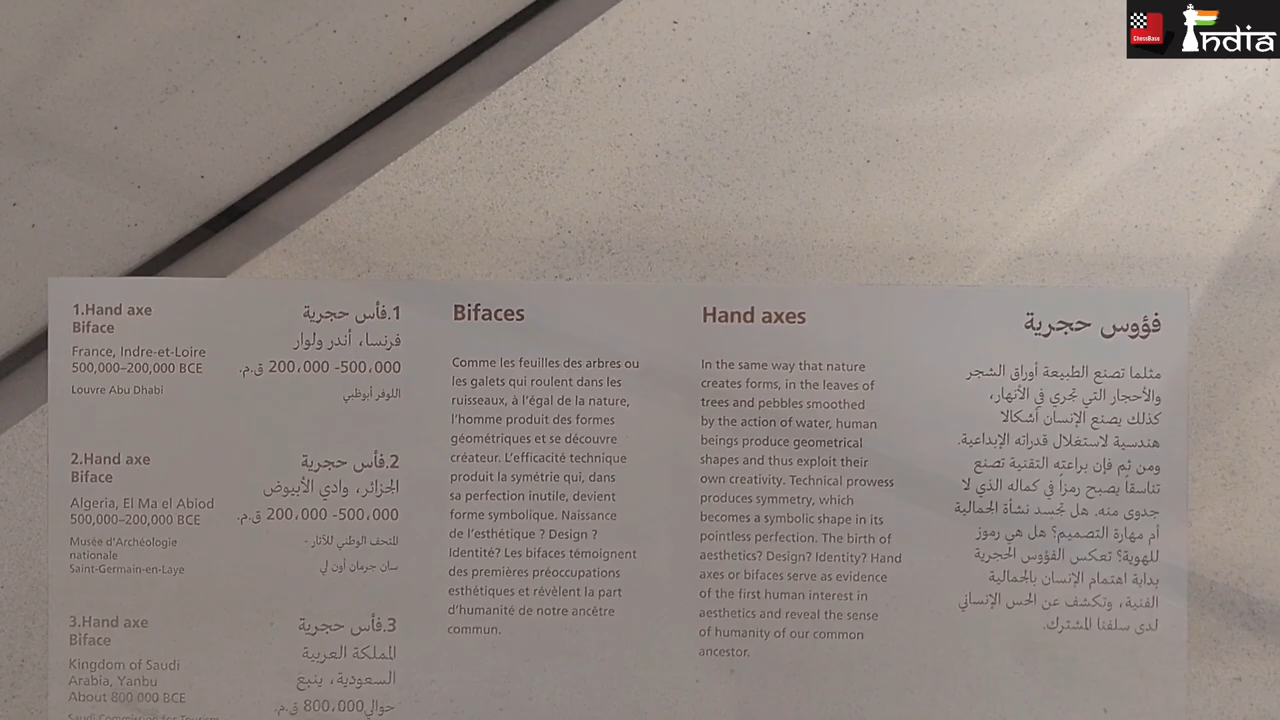 ChessBase
India
1.Hand axe
Biface
France, Indre-et-Loire
500,000–200,000 BCE
Louvre Abu Dhabi
1.فأس حجرية
فرنسا، أندر ولوار
500،000- 200،000 ق.م.
اللوفر أبوظبي
2.Hand axe
Biface
Algeria, El Ma el Abiod
500,000–200,000 BCE
Musée d'Archéologie
nationale
Saint-Germain-en-Laye
2.فأس حجرية
الجزائر، وادي الأبيوض
500،000- 200،000 ق.م.
المتحف الوطني للآثار -
سان جرمان أون لي
3.Hand axe
Biface
Kingdom of Saudi
Arabia, Yanbu
About 800 000 BCE
Saudi Commission for Tourism
3.فأس حجرية
المملكة العربية
السعودية، ينبع
حوالي800،000 ق.م.
Bifaces
Comme les feuilles des arbres ou
les galets qui roulent dans les
ruisseaux, à l'égal de la nature,
l'homme produit des formes
géométriques et se découvre
créateur. L'efficacité technique
produit la symétrie qui, dans
sa perfection inutile, devient
forme symbolique. Naissance
de l'esthétique ? Design ?
Identité? Les bifaces témoignent
des premières préoccupations
esthétiques et révèlent la part
d'humanité de notre ancêtre
commun.
Hand axes
In the same way that nature
creates forms, in the leaves of
trees and pebbles smoothed
by the action of water, human
beings produce geometrical
shapes and thus exploit their
own creativity. Technical prowess
produces symmetry, which
becomes a symbolic shape in its
pointless perfection. The birth of
aesthetics? Design? Identity? Hand
axes or bifaces serve as evidence
of the first human interest in
aesthetics and reveal the sense
of humanity of our common
ancestor.
فؤوس حجرية
مثلما تصنع الطبيعة أوراق الشجر
والأحجار التي تجري في الأنهار،
كذلك يصنع الإنسان أشكالا
هندسية لاستغلال قدراته الإبداعية.
ومن ثم فإن براعته التقنية تصنع
تناسقاً يصبح رمزاً في كماله الذي لا
جدوى منه. هل تجسد نشأة الجمالية
أم مهارة التصميم؟ هل هي رموز
للهوية؟ تعكس الفؤوس الحجرية
بداية اهتمام الإنسان بالجمالية
الفنية، وتكشف عن الحس الإنساني
لدى سلفنا المشترك.